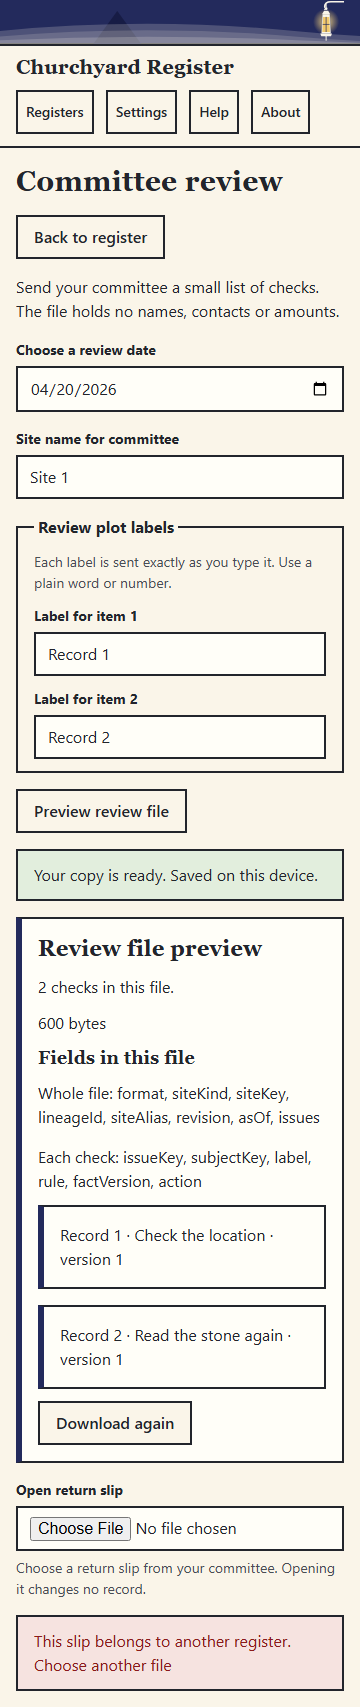 Churchyard Register
Registers
Settings
Help
About
Committee review
Back to register
Send your committee a small list of checks.
The file holds no names, contacts or amounts.
Choose a review date
04/20/2026
Site name for committee
Site 1
Review plot labels
Each label is sent exactly as you type it. Use a
plain word or number.
Label for item 1
Record 1
Label for item 2
Record 2
Preview review file
Your copy is ready. Saved on this device.
Review file preview
2 checks in this file.
600 bytes
Fields in this file
Whole file: format, siteKind, siteKey,
lineageId, siteAlias, revision, asOf, issues
Each check: issueKey, subjectKey, label,
rule, factVersion, action
Record 1 · Check the location ·
version 1
Record 2 · Read the stone again ·
version 1
Download again
Open return slip
Choose File No file chosen
Choose a return slip from your committee. Opening
it changes no record.
This slip belongs to another register.
Choose another file